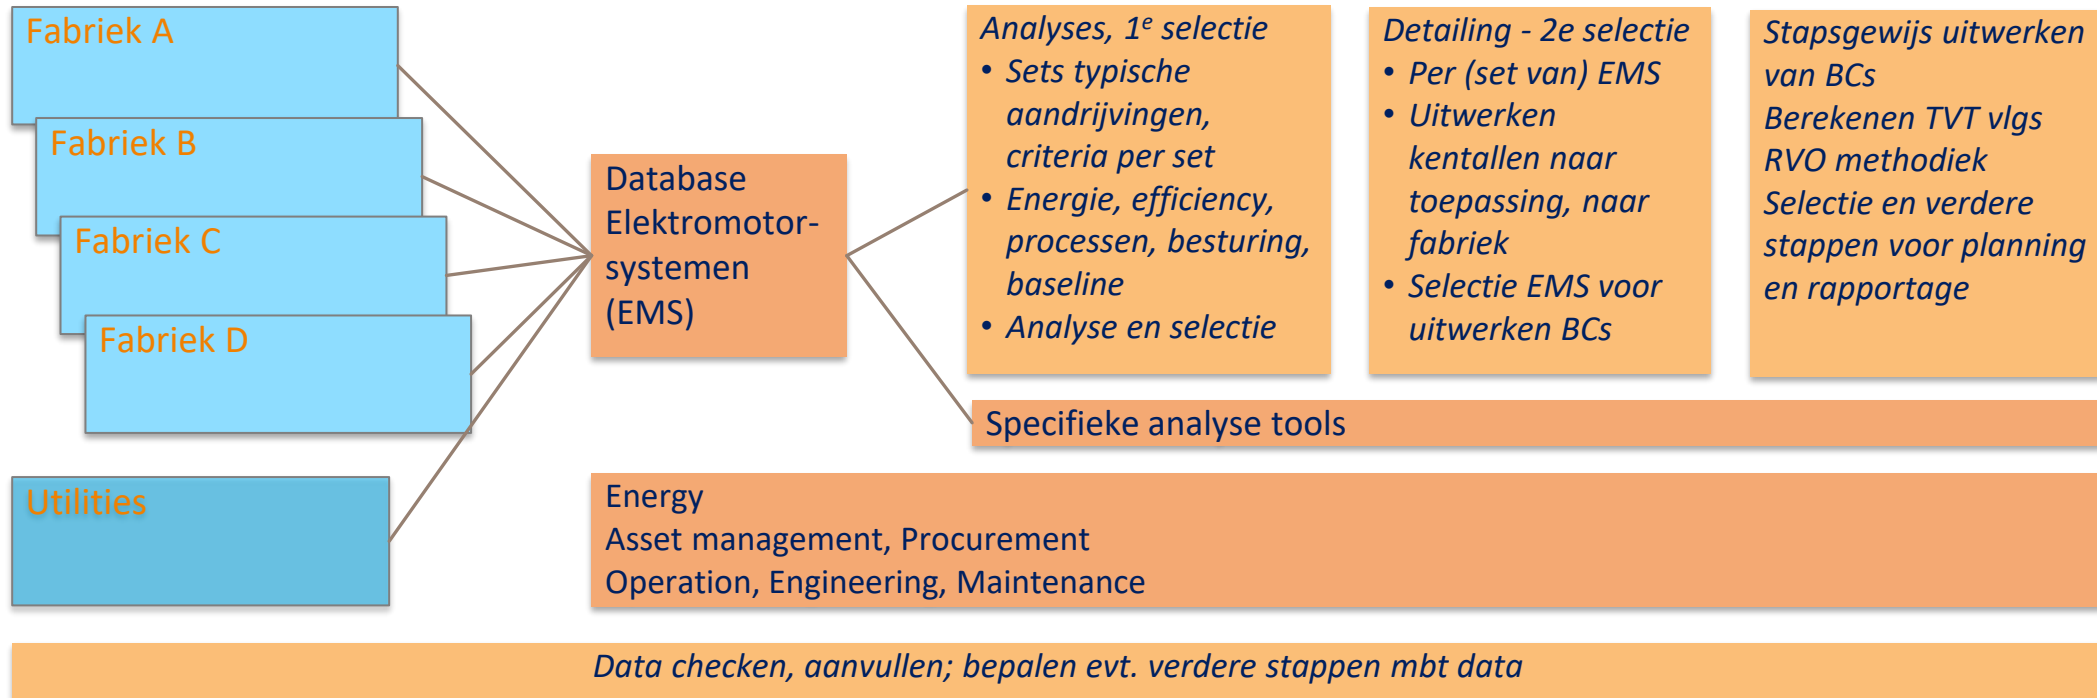 Fabriek A
Fabriek B
Fabriek C
Fabriek D
Utilities
Database
Elektromotor-
systemen
(EMS)
Analyses, 1e selectie
• Sets typische
aandrijvingen,
criteria per set
• Energie, efficiency,
processen, besturing,
baseline
• Analyse en selectie
Detailing - 2e selectie
• Per (set van) EMS
• Uitwerken
kentallen naar
toepassing, naar
fabriek
• Selectie EMS voor
uitwerken BCs
Stapsgewijs uitwerken
van BCs
Berekenen TVT vlgs
RVO methodiek
Selectie en verdere
stappen voor planning
en rapportage
Specifieke analyse tools
Energy
Asset management, Procurement
Operation, Engineering, Maintenance
Data checken, aanvullen; bepalen evt. verdere stappen mbt data